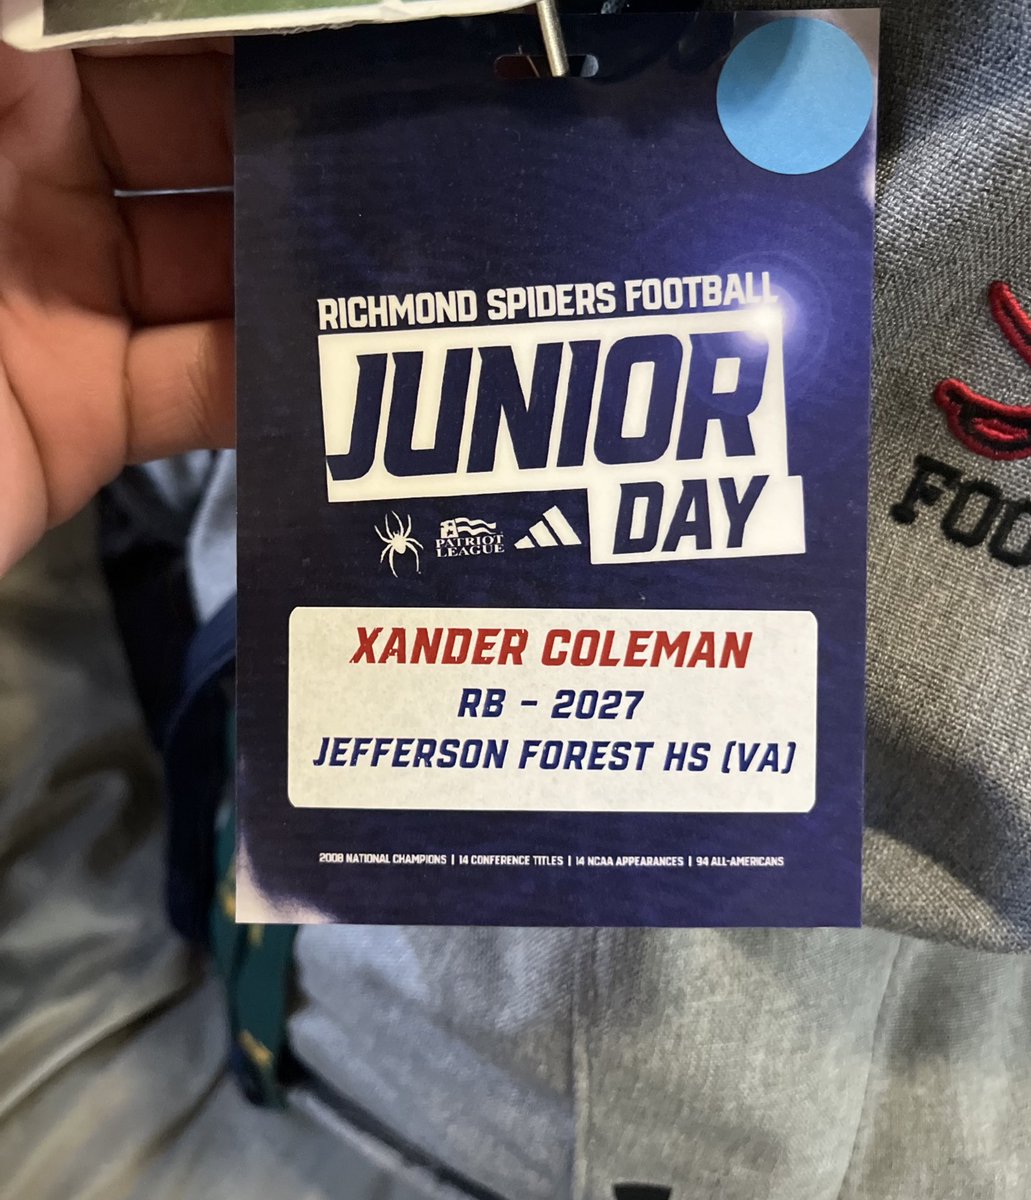 RICHMOND SPIDERS FOOTBALL
JUNIOR
DAY
PATRIOT
LEAGUE
XANDER COLEMAN
RB - 2027
JEFFERSON FOREST HS (VA)
2008 NATIONAL CHAMPIONS | 14 CONFERENCE TITLES | 14 NCAA APPEARANCES | 94 ALL-AMERICANS